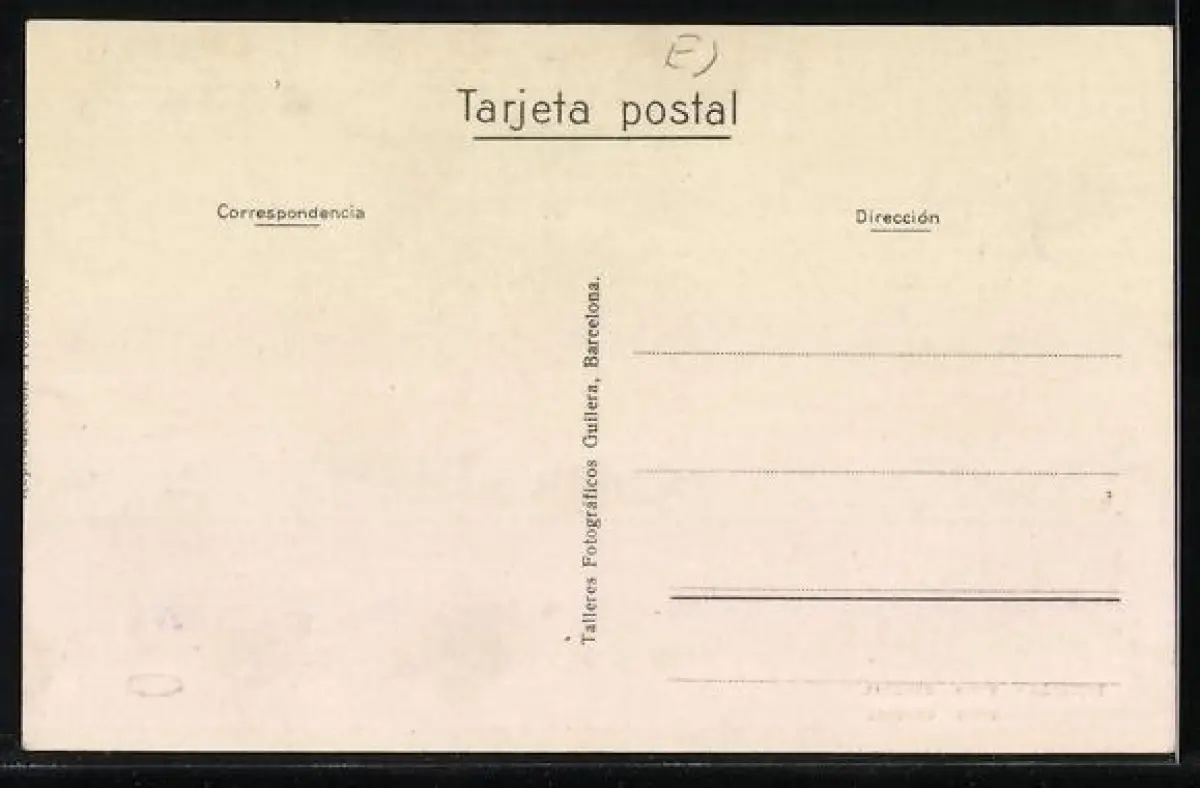 E)
Tarjeta postal
Correspondencia
Dirección
Talleres Fotográficos Guilera, Barcelona.